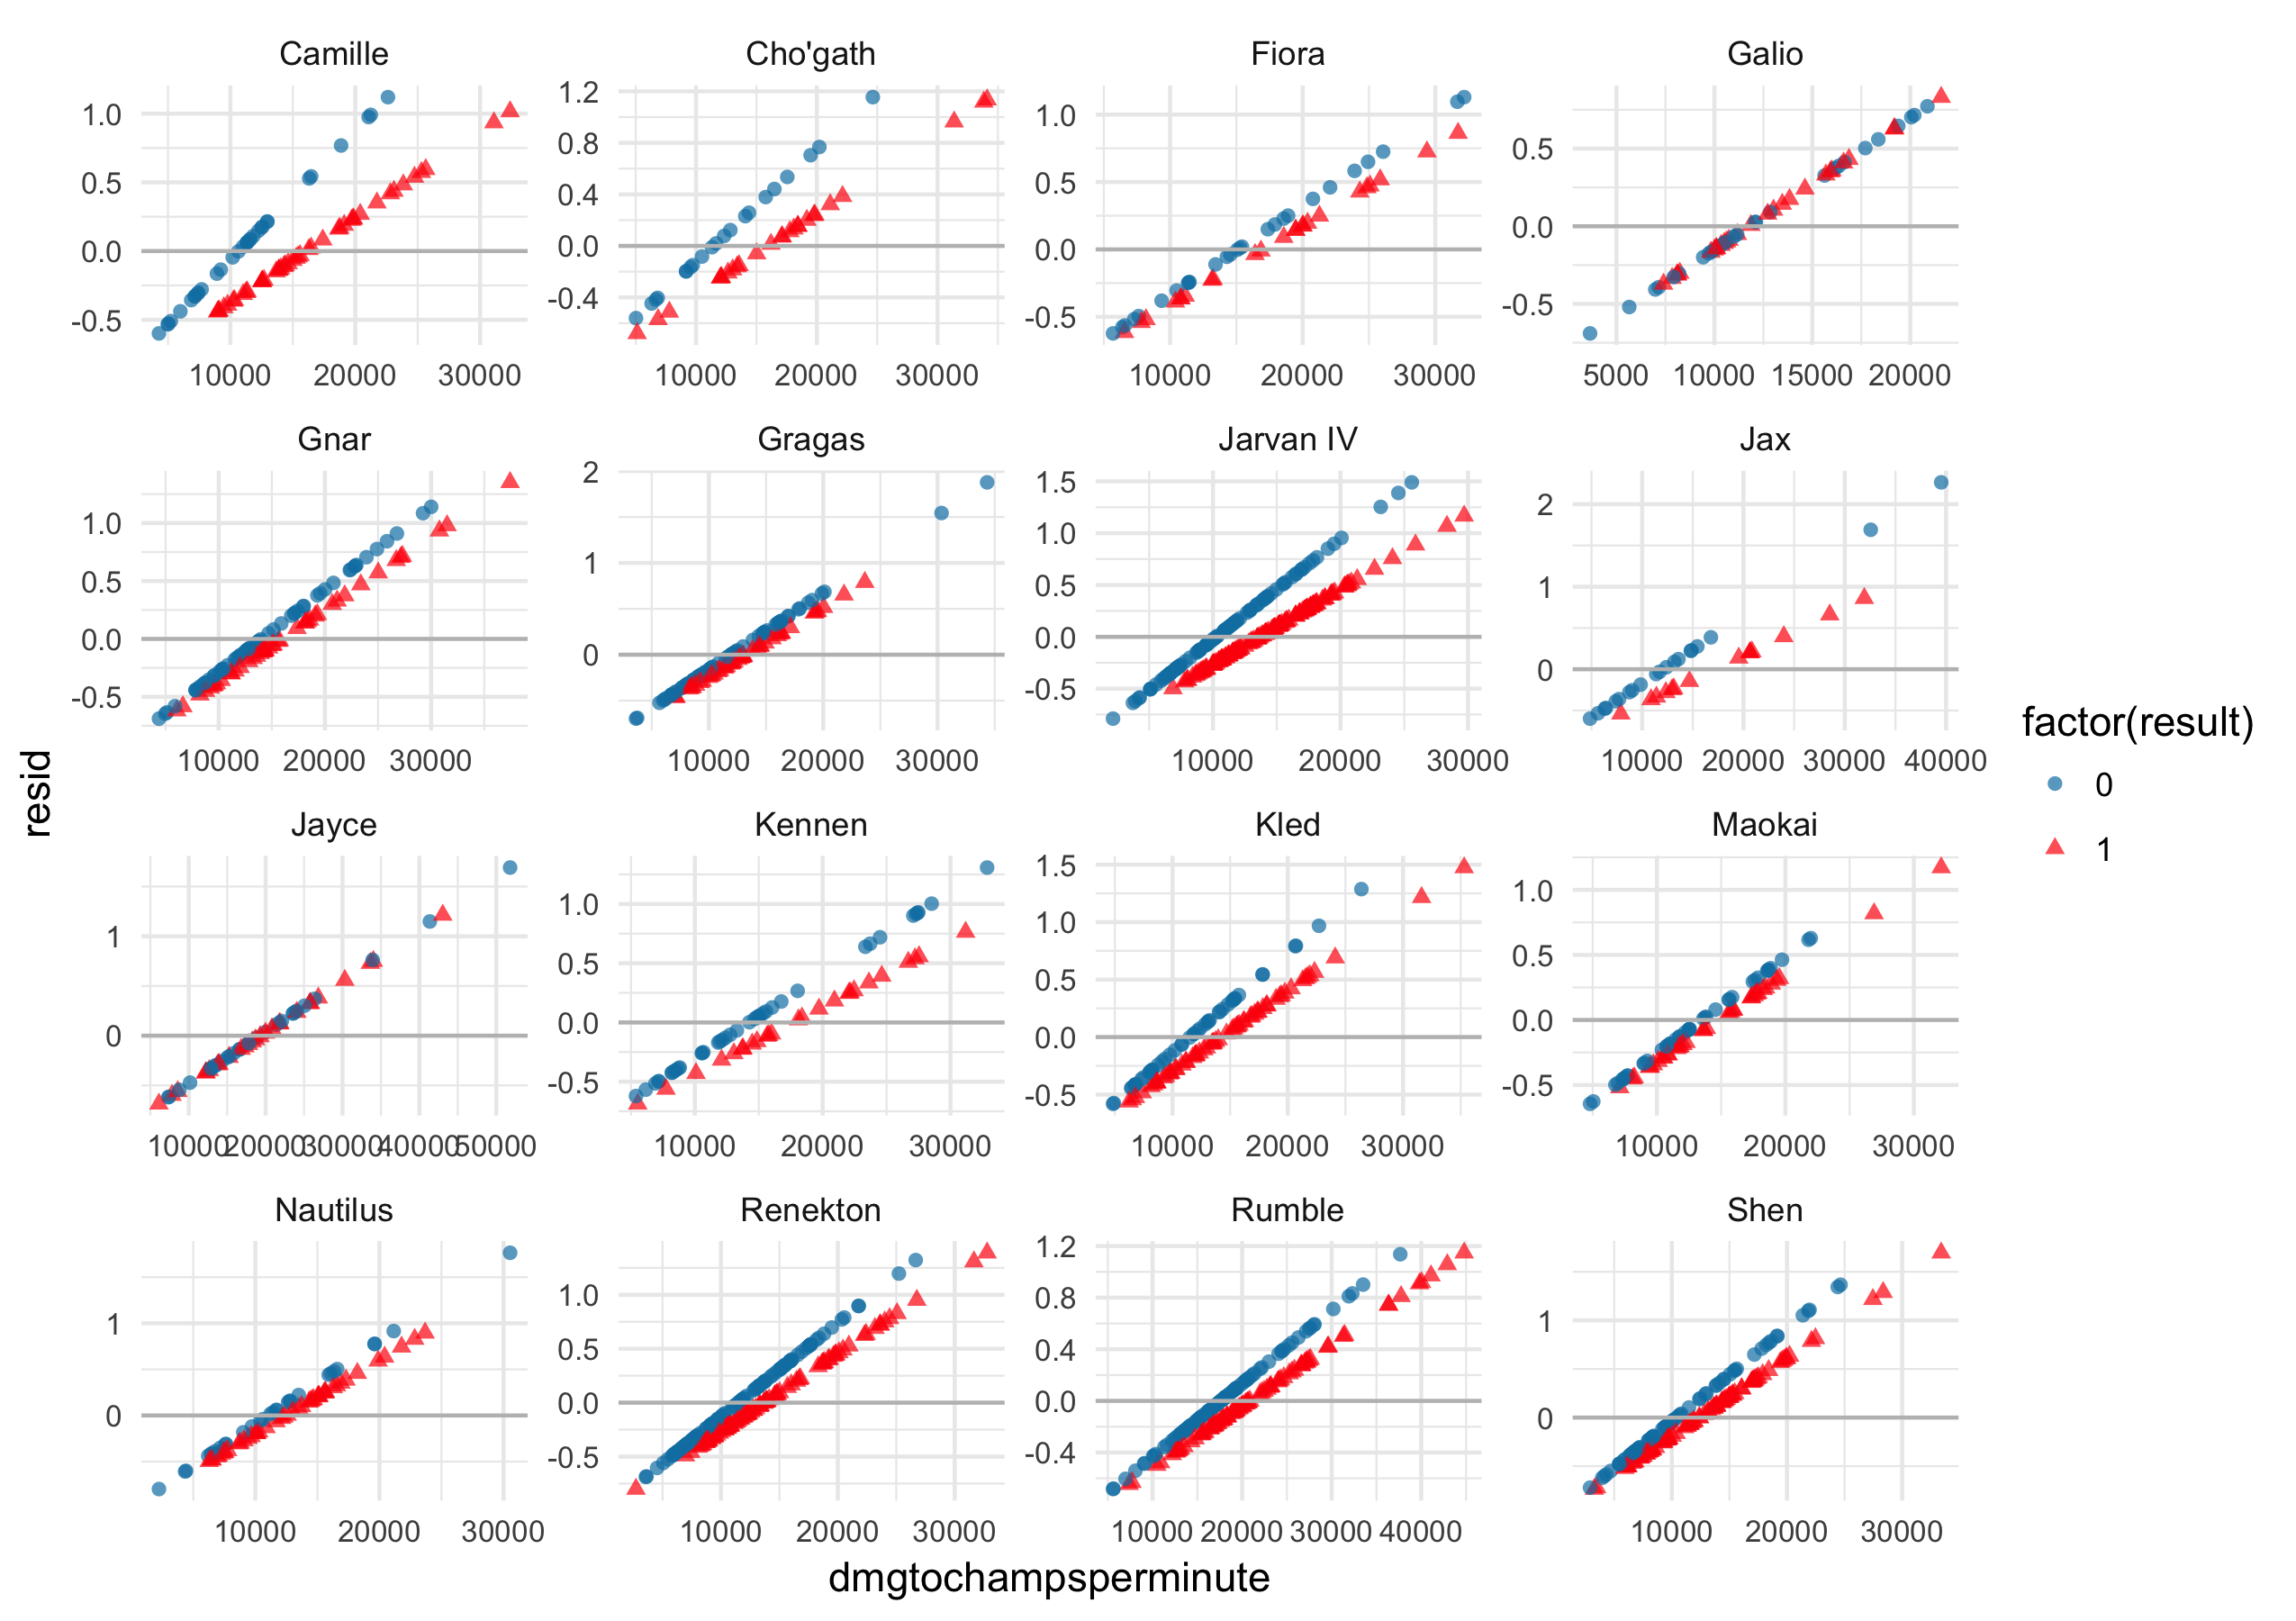 Camille Cho'gath Fiora Galio
1.0 0.5 0.0 -0.5
1.2 0.8 0.4 0.0 -0.4
1.0 0.5 0.0 -0.5
0.5 0.0 -0.5
10000 20000 30000
10000 20000 30000
10000 20000 30000
5000 10000 15000 20000
Gnar Gragas Jarvan IV Jax
1.0 0.5 0.0 -0.5
2 1 0
1.5 1.0 0.5 0.0 -0.5
2 1 0
10000 20000 30000
10000 20000 30000
10000 20000 30000
10000 20000 30000 40000
Jayce Kennen Kled Maokai
1 0
1.0 0.5 0.0 -0.5
1.5 1.0 0.5 0.0 -0.5
1.0 0.5 0.0 -0.5
10000 20000 30000 40000 50000
10000 20000 30000
10000 20000 30000
10000 20000 30000
Nautilus Renekton Rumble Shen
1 0
1.0 0.5 0.0 -0.5
1.2 0.8 0.4 0.0 -0.4
1 0
10000 20000 30000
10000 20000 30000
10000 20000 30000 40000
10000 20000 30000
dmgtochampsperminute
resid
factor(result)
0
1